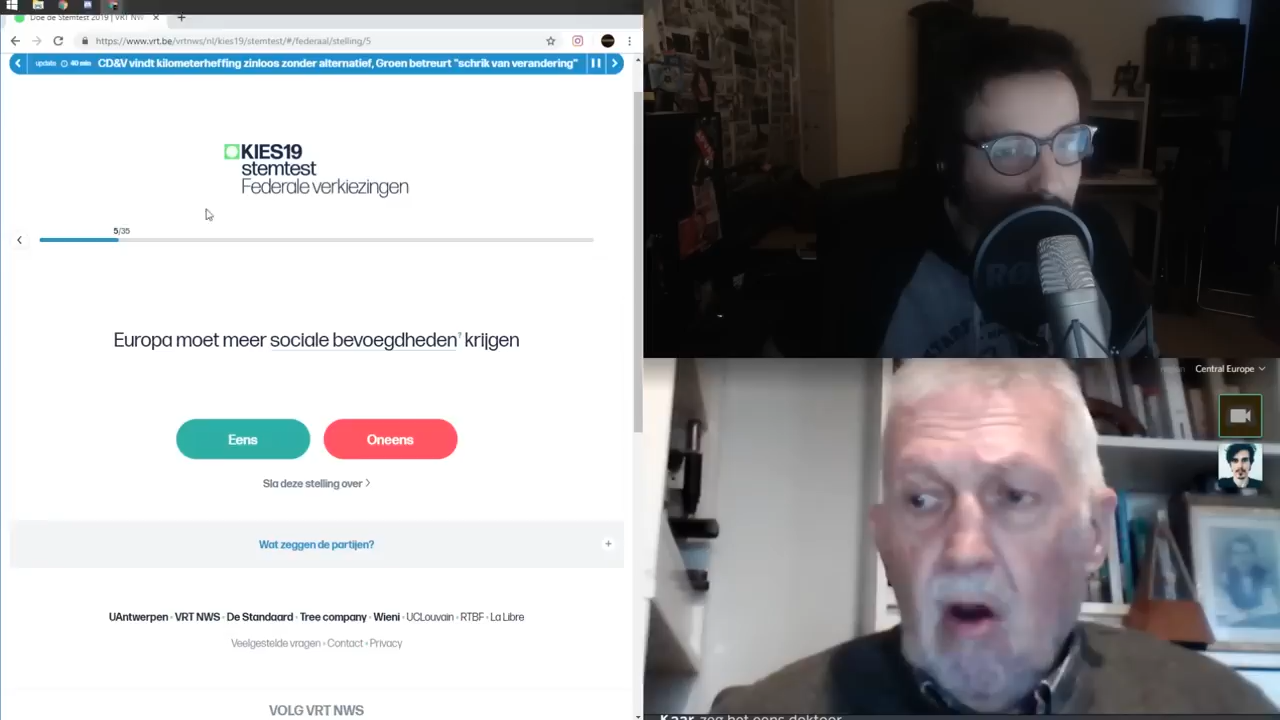 Doe de Stemtest 2019 | VRT NW
https://www.vrt.be/vrtnws/nl/kies19/stemtest/#/federaal/stelling/5
update 40 min CD&V vindt kilometerheffing zinloos zonder alternatief, Groen betreurt "schrik van verandering"
KIES19
stemtest
Federale verkiezingen
5/35
Europa moet meer sociale bevoegdheden? krijgen
Eens
Oneens
Sla deze stelling over
Wat zeggen de partijen?
UAntwerpen - VRT NWS - De Standaard - Tree company - Wieni - UCLouvain - RTBF - La Libre
Veelgestelde vragen • Contact • Privacy
VOLG VRT NWS
Central Europe
Kaar zeg het eens dokteer